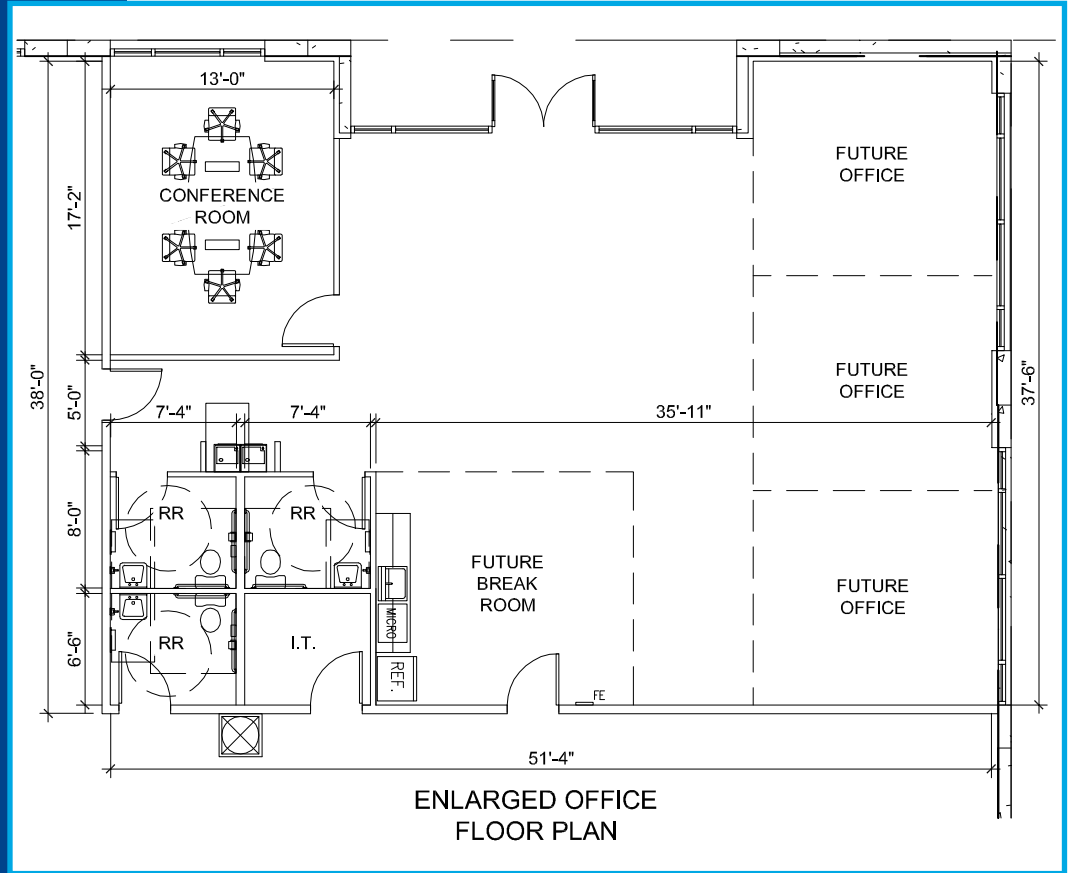 13'-0"
CONFERENCE
ROOM
17'-2"
38'-0"
5'-0"
8'-0"
6'-6"
FUTURE
OFFICE
FUTURE
OFFICE
37'-6"
7'-4"
7'-4"
35'-11"
RR
RR
RR
I.T.
FUTURE
BREAK
ROOM
MICRO
REF.
FE
FUTURE
OFFICE
51'-4"
ENLARGED OFFICE
FLOOR PLAN